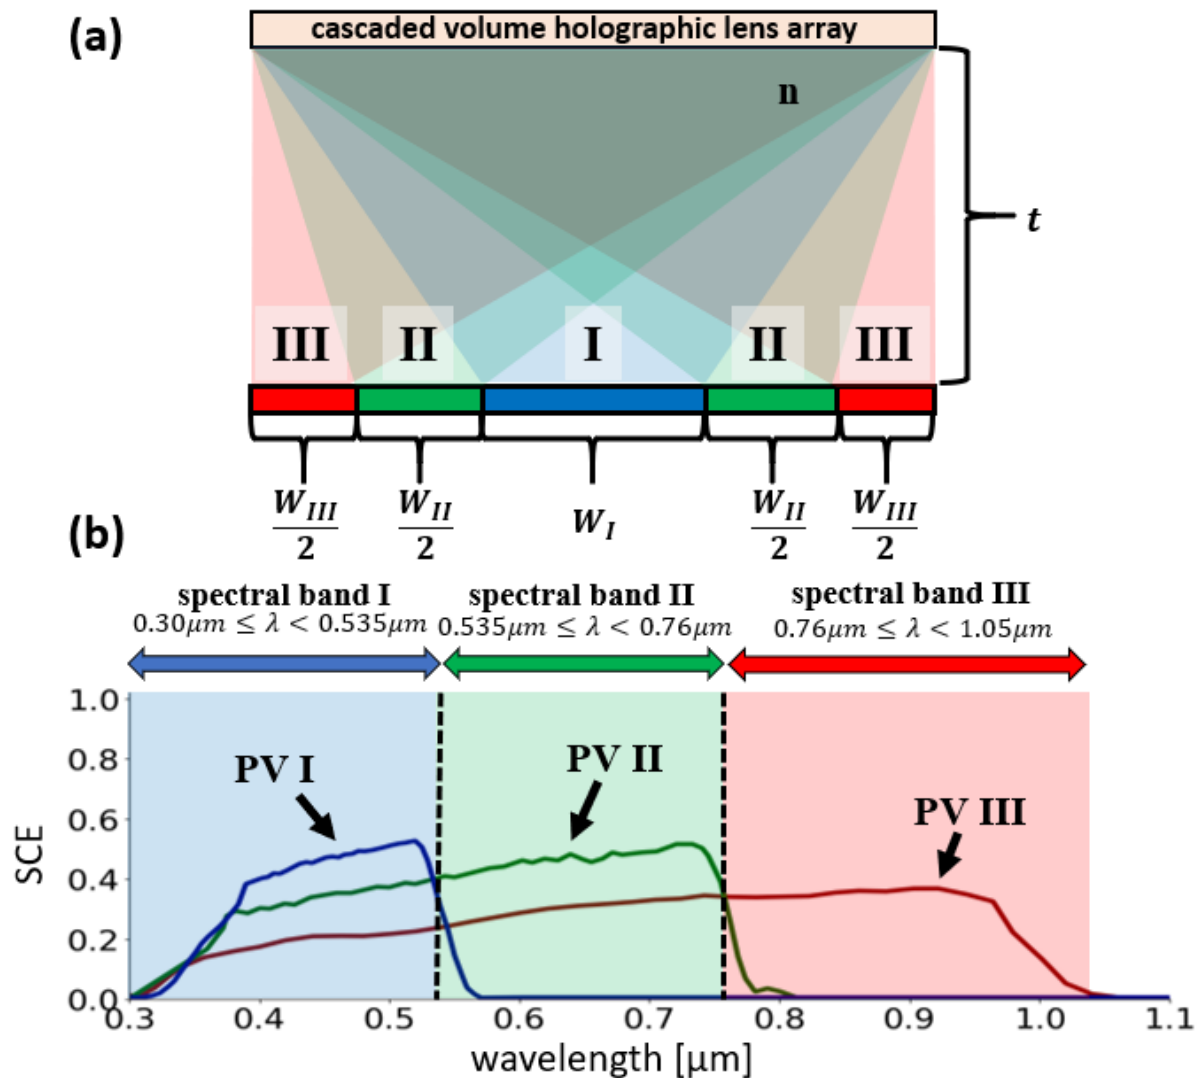 (a)
cascaded volume holographic lens array
n
t
III II I II III
W_III/2 W_II/2 W_I W_II/2 W_III/2
(b)
spectral band I spectral band II spectral band III
0.30μm ≤ λ < 0.535μm 0.535μm ≤ λ < 0.76μm 0.76μm ≤ λ < 1.05μm
1.0
0.8
0.6
0.4
0.2
0.0
SCE
PV I
PV II
PV III
0.3 0.4 0.5 0.6 0.7 0.8 0.9 1.0 1.1
wavelength [μm]